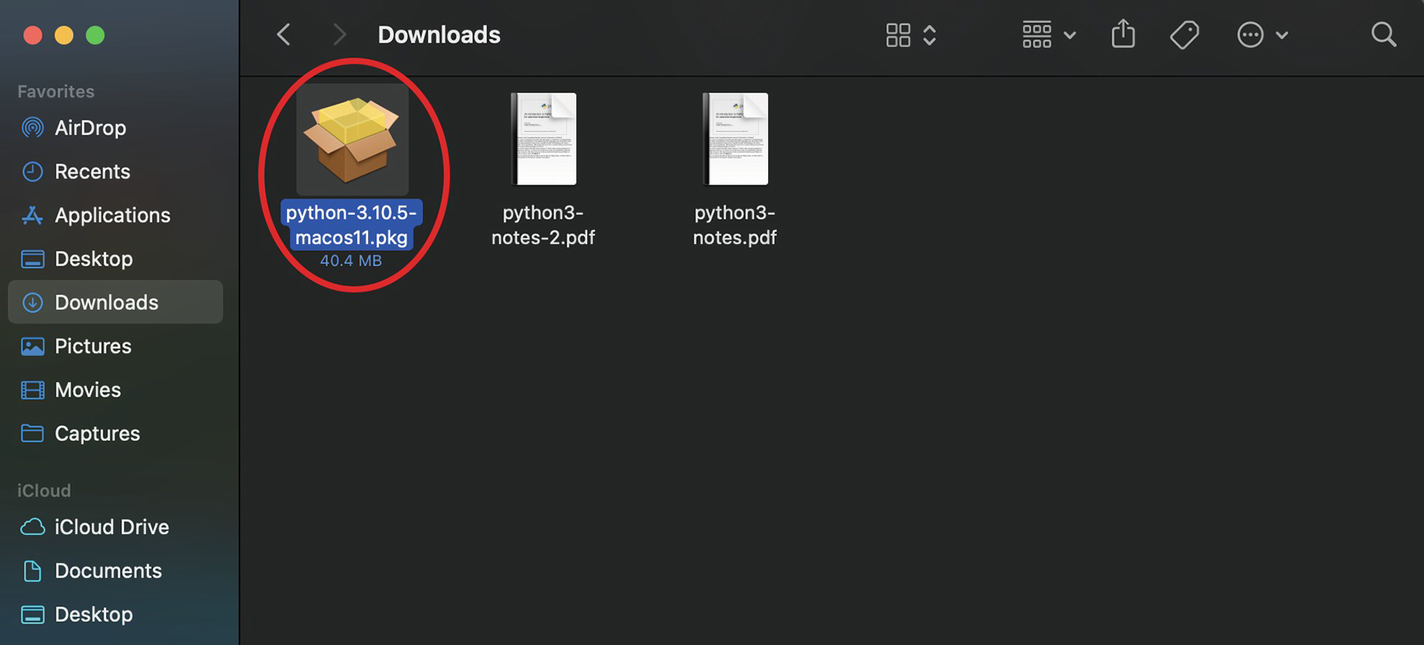 Downloads
Favorites
AirDrop
Recents
Applications
Desktop
Downloads
Pictures
Movies
Captures
iCloud
iCloud Drive
Documents
Desktop
python-3.10.5-
macos11.pkg
40.4 MB
python3-
notes-2.pdf
python3-
notes.pdf